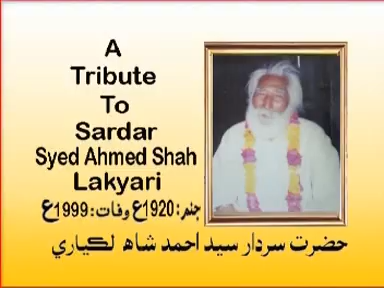 A
Tribute
To
Sardar
Syed Ahmed Shah
Lakyari
جنم: 1920ع وفات: 1999ع
حضرت سردار سيد احمد شاهه لڪياري